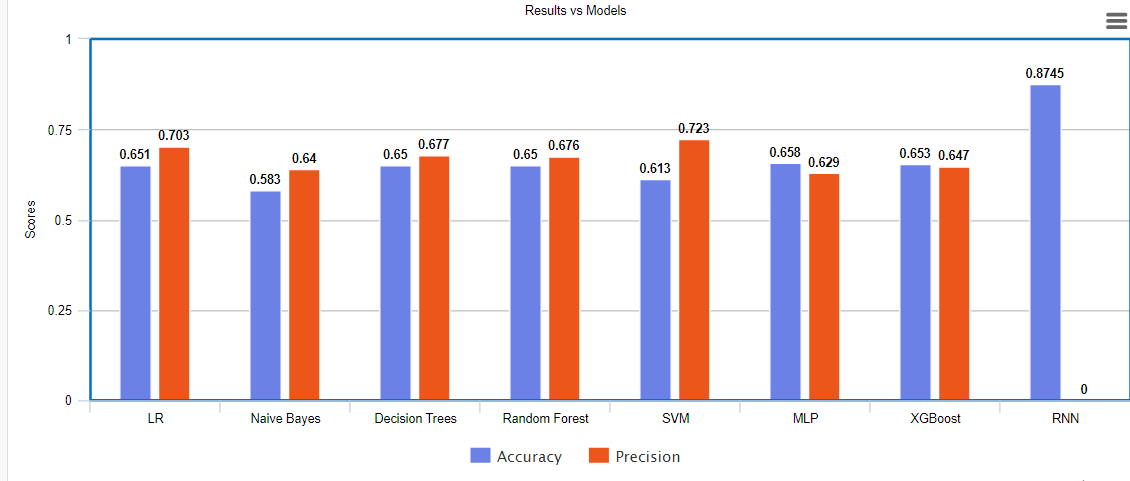 Results vs Models
1
0.75
0.5
0.25
0
Scores
0.651
0.703
0.583
0.64
0.65
0.677
0.65
0.676
0.613
0.723
0.658
0.629
0.653
0.647
0.8745
0
LR
Naive Bayes
Decision Trees
Random Forest
SVM
MLP
XGBoost
RNN
Accuracy
Precision